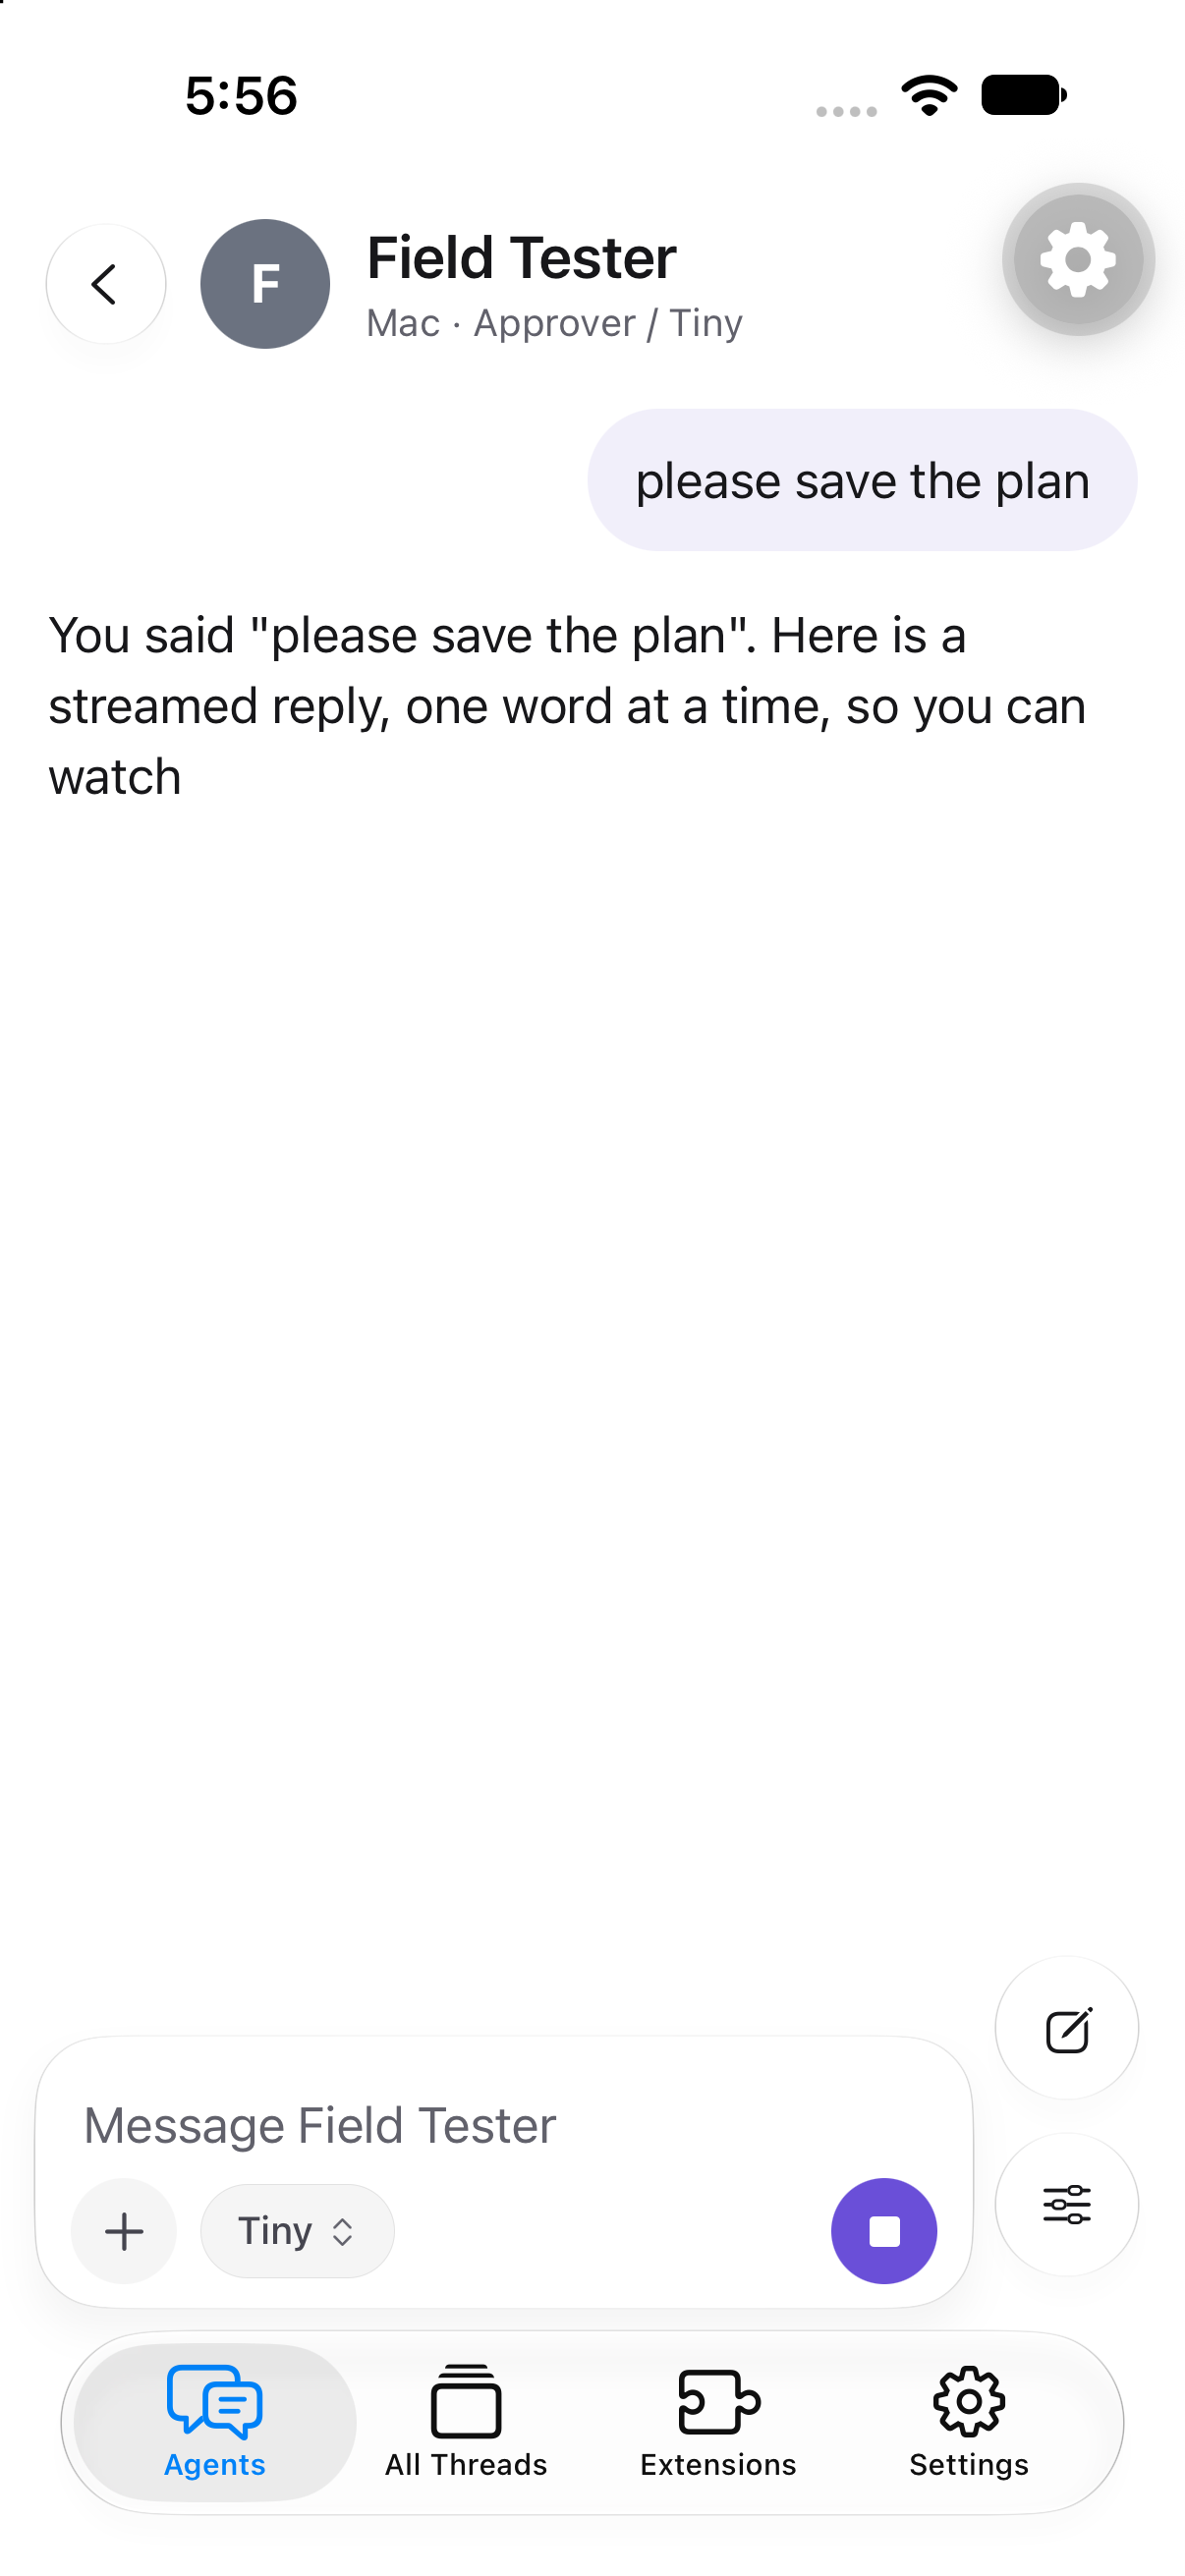 5:56
F
Field Tester
Mac · Approver / Tiny
please save the plan
You said "please save the plan". Here is a
streamed reply, one word at a time, so you can
watch
Message Field Tester
Tiny
Agents
All Threads
Extensions
Settings